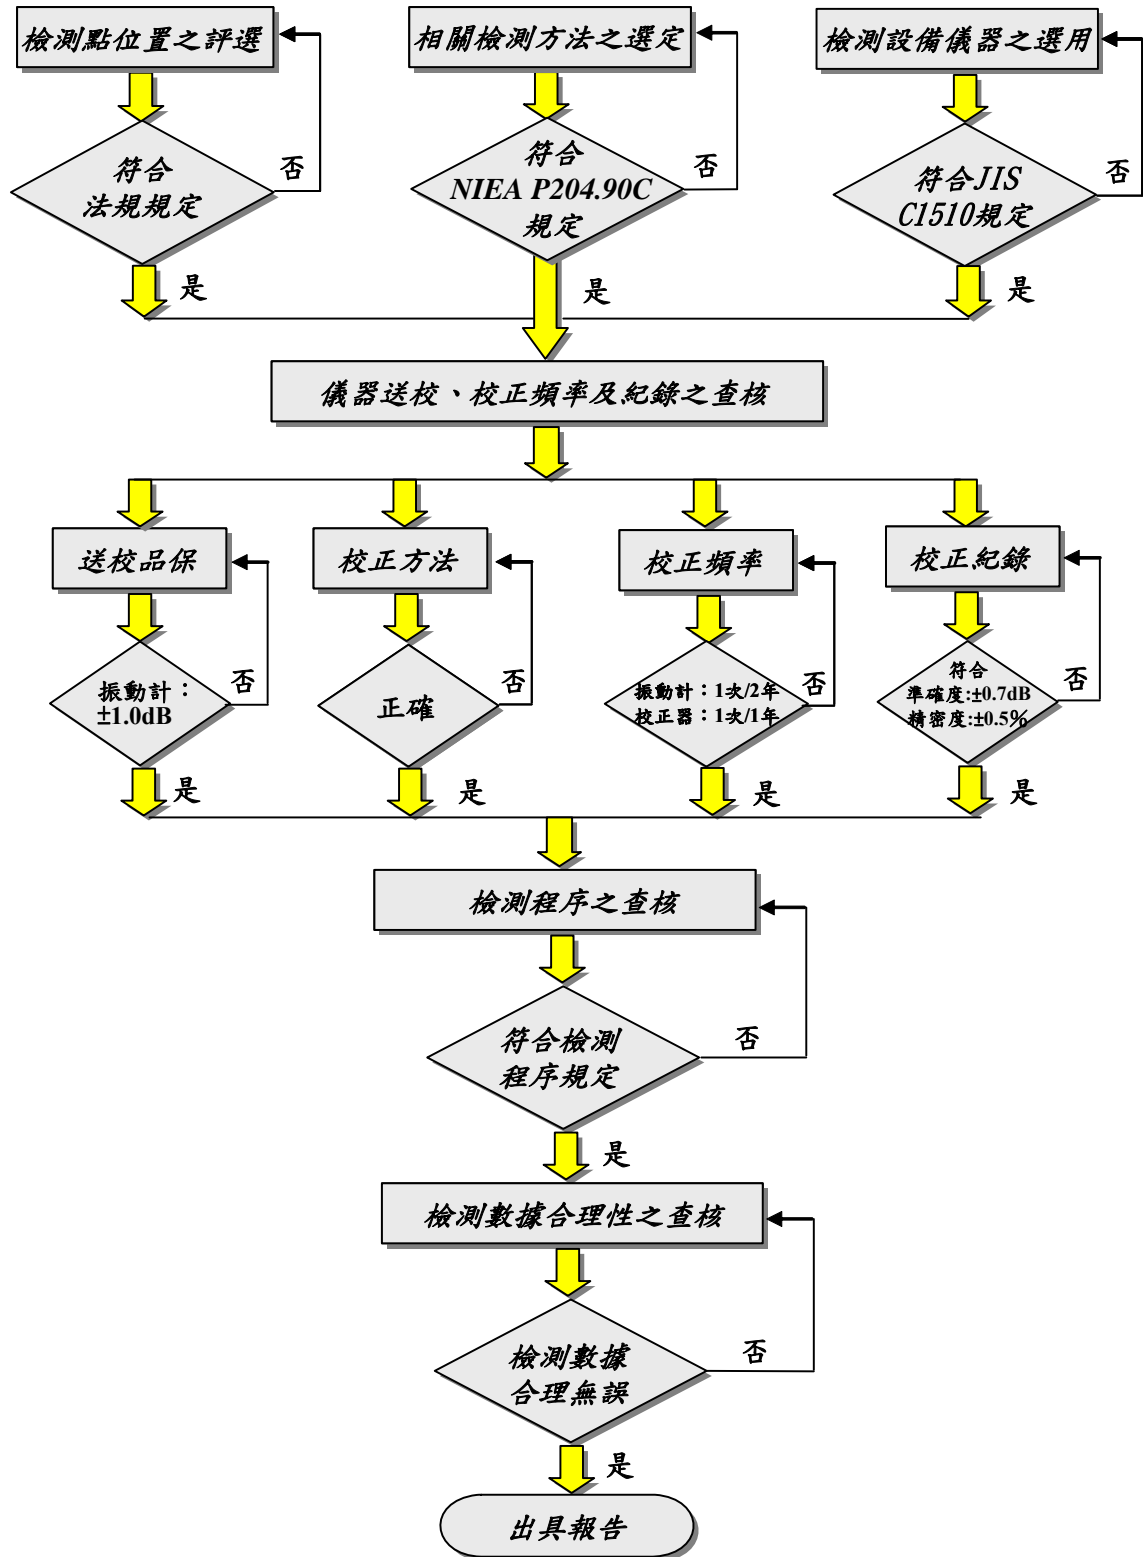 檢測點位置之評選
相關檢測方法之選定
檢測設備儀器之選用
符合
法規規定
否
符合
NIEA P204.90C
規定
否
符合JIS
C1510規定
否
是
是
是
儀器送校、校正頻率及紀錄之查核
送校品保
校正方法
校正頻率
校正紀錄
振動計：
±1.0dB
否
正確
否
振動計：1次/2年
校正器：1次/1年
否
符合
準確度:±0.7dB
精密度:±0.5%
否
是
是
是
是
檢測程序之查核
符合檢測
程序規定
否
是
檢測數據合理性之查核
檢測數據
合理無誤
否
是
出具報告